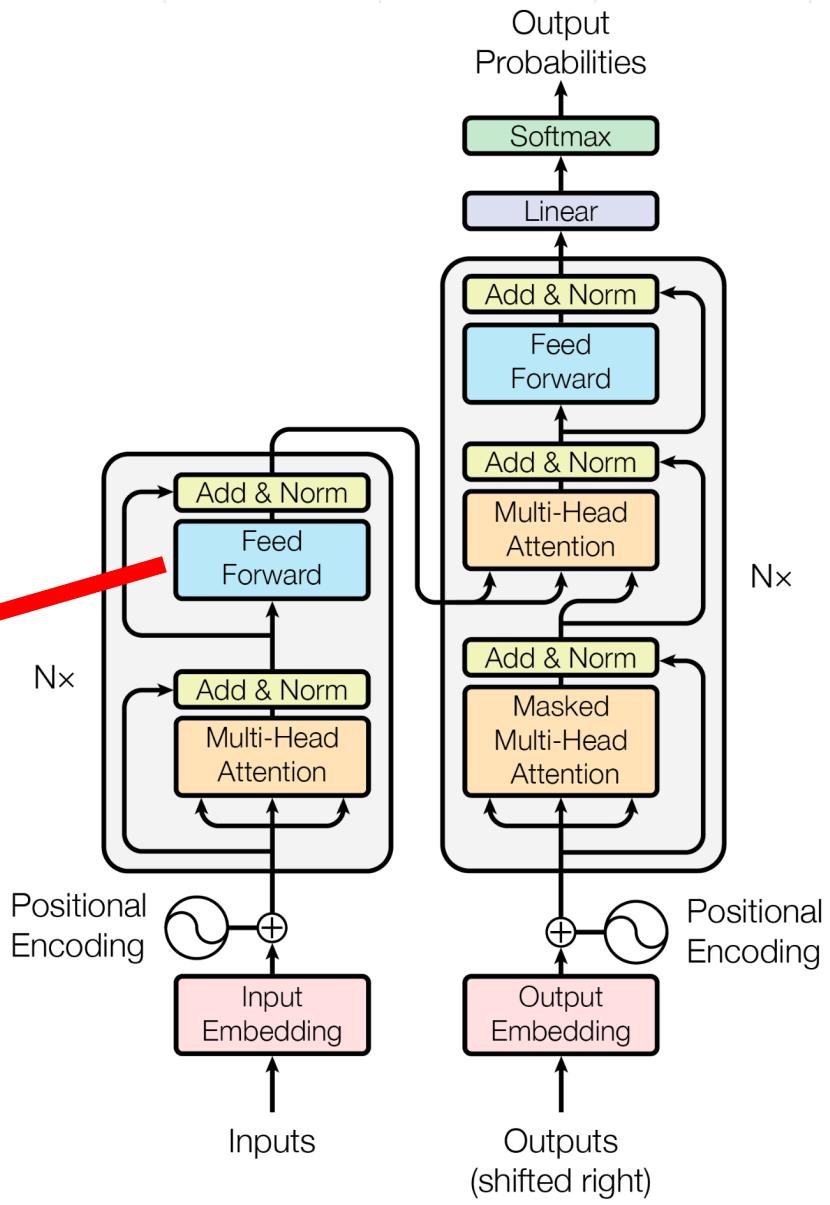 Output
Probabilities
Softmax
Linear
Add & Norm
Feed
Forward
Add & Norm
Multi-Head
Attention
Add & Norm
Masked
Multi-Head
Attention
N×
Add & Norm
Feed
Forward
Add & Norm
Multi-Head
Attention
N×
Positional
Encoding
Positional
Encoding
Input
Embedding
Output
Embedding
Inputs
Outputs
(shifted right)